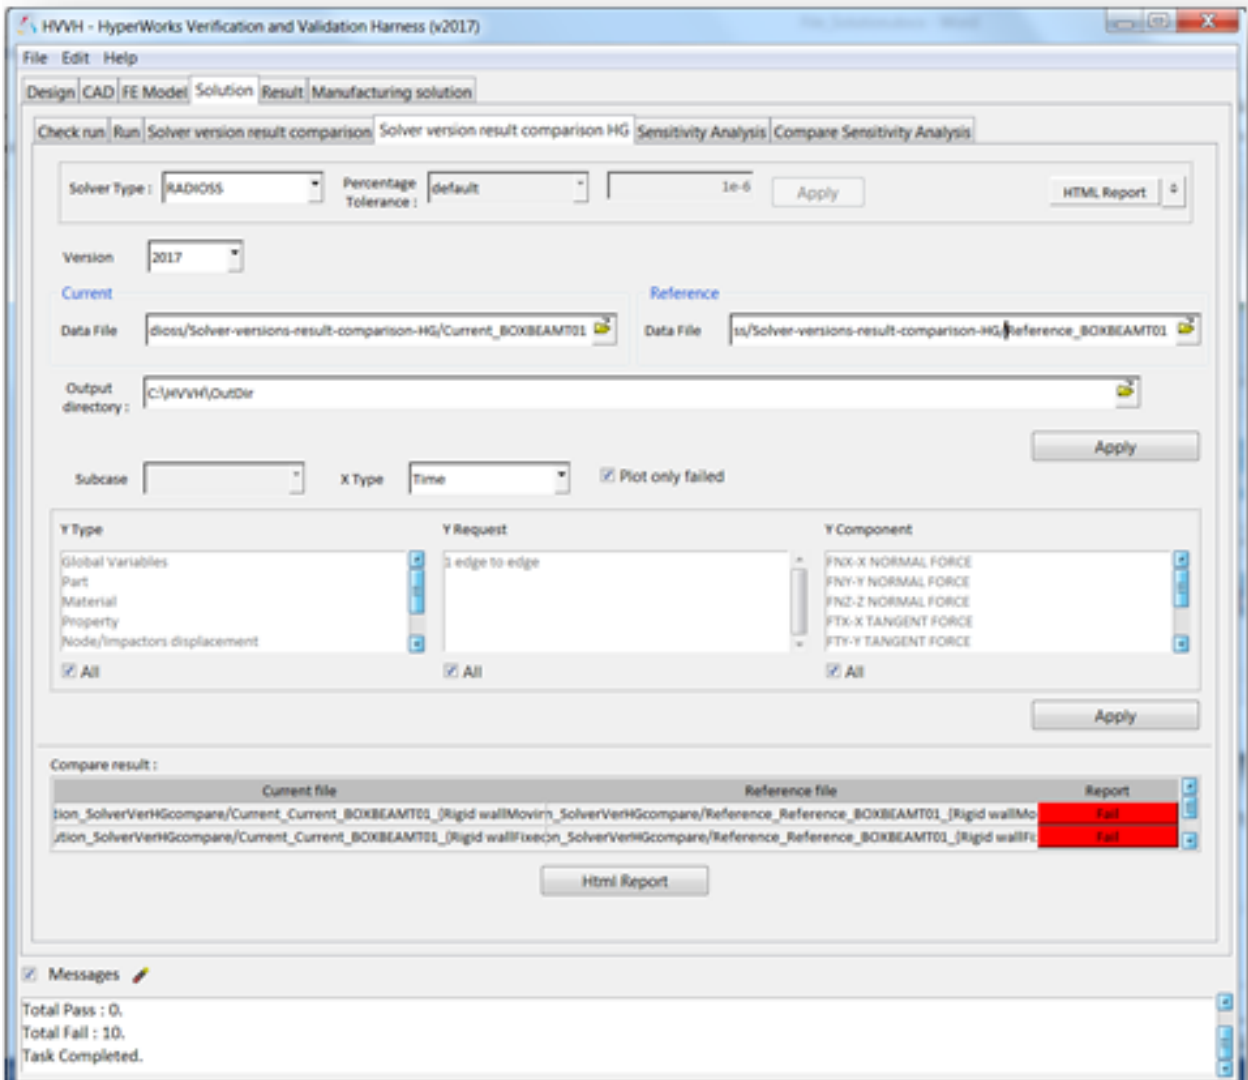 HVVH - HyperWorks Verification and Validation Harness (v2017)
File Edit Help
Design CAD FE Model Solution Result Manufacturing solution
Check run Run Solver version result comparison Solver version result comparison HG Sensitivity Analysis Compare Sensitivity Analysis
Solver Type : RADIOSS Percentage Tolerance : default 1e-6 Apply HTML Report
Version 2017
Current Reference
Data File dioss/Solver-versions-result-comparison-HG/Current_BOXBEAMT01 Data File ss/Solver-versions-result-comparison-HG/Reference_BOXBEAMT01
Output directory : C:\HVVH\OutDir
Apply
Subcase X Type Time Plot only failed
Y Type Y Request Y Component
Global Variables 1 edge to edge FNX-X NORMAL FORCE
Part FNY-Y NORMAL FORCE
Material FNZ-Z NORMAL FORCE
Property FTX-X TANGENT FORCE
Node/Impactors displacement FTY-Y TANGENT FORCE
All All All
Apply
Compare result :
Current file Reference file Report
tion_SolverVerHGcompare/Current_Current_BOXBEAMT01_(Rigid wallMovin n_SolverVerHGcompare/Reference_Reference_BOXBEAMT01_(Rigid wallMo Fail
ution_SolverVerHGcompare/Current_Current_BOXBEAMT01_(Rigid wallFixed on_SolverVerHGcompare/Reference_Reference_BOXBEAMT01_(Rigid wallFi: Fail
Html Report
Messages
Total Pass : 0.
Total Fail : 10.
Task Completed.